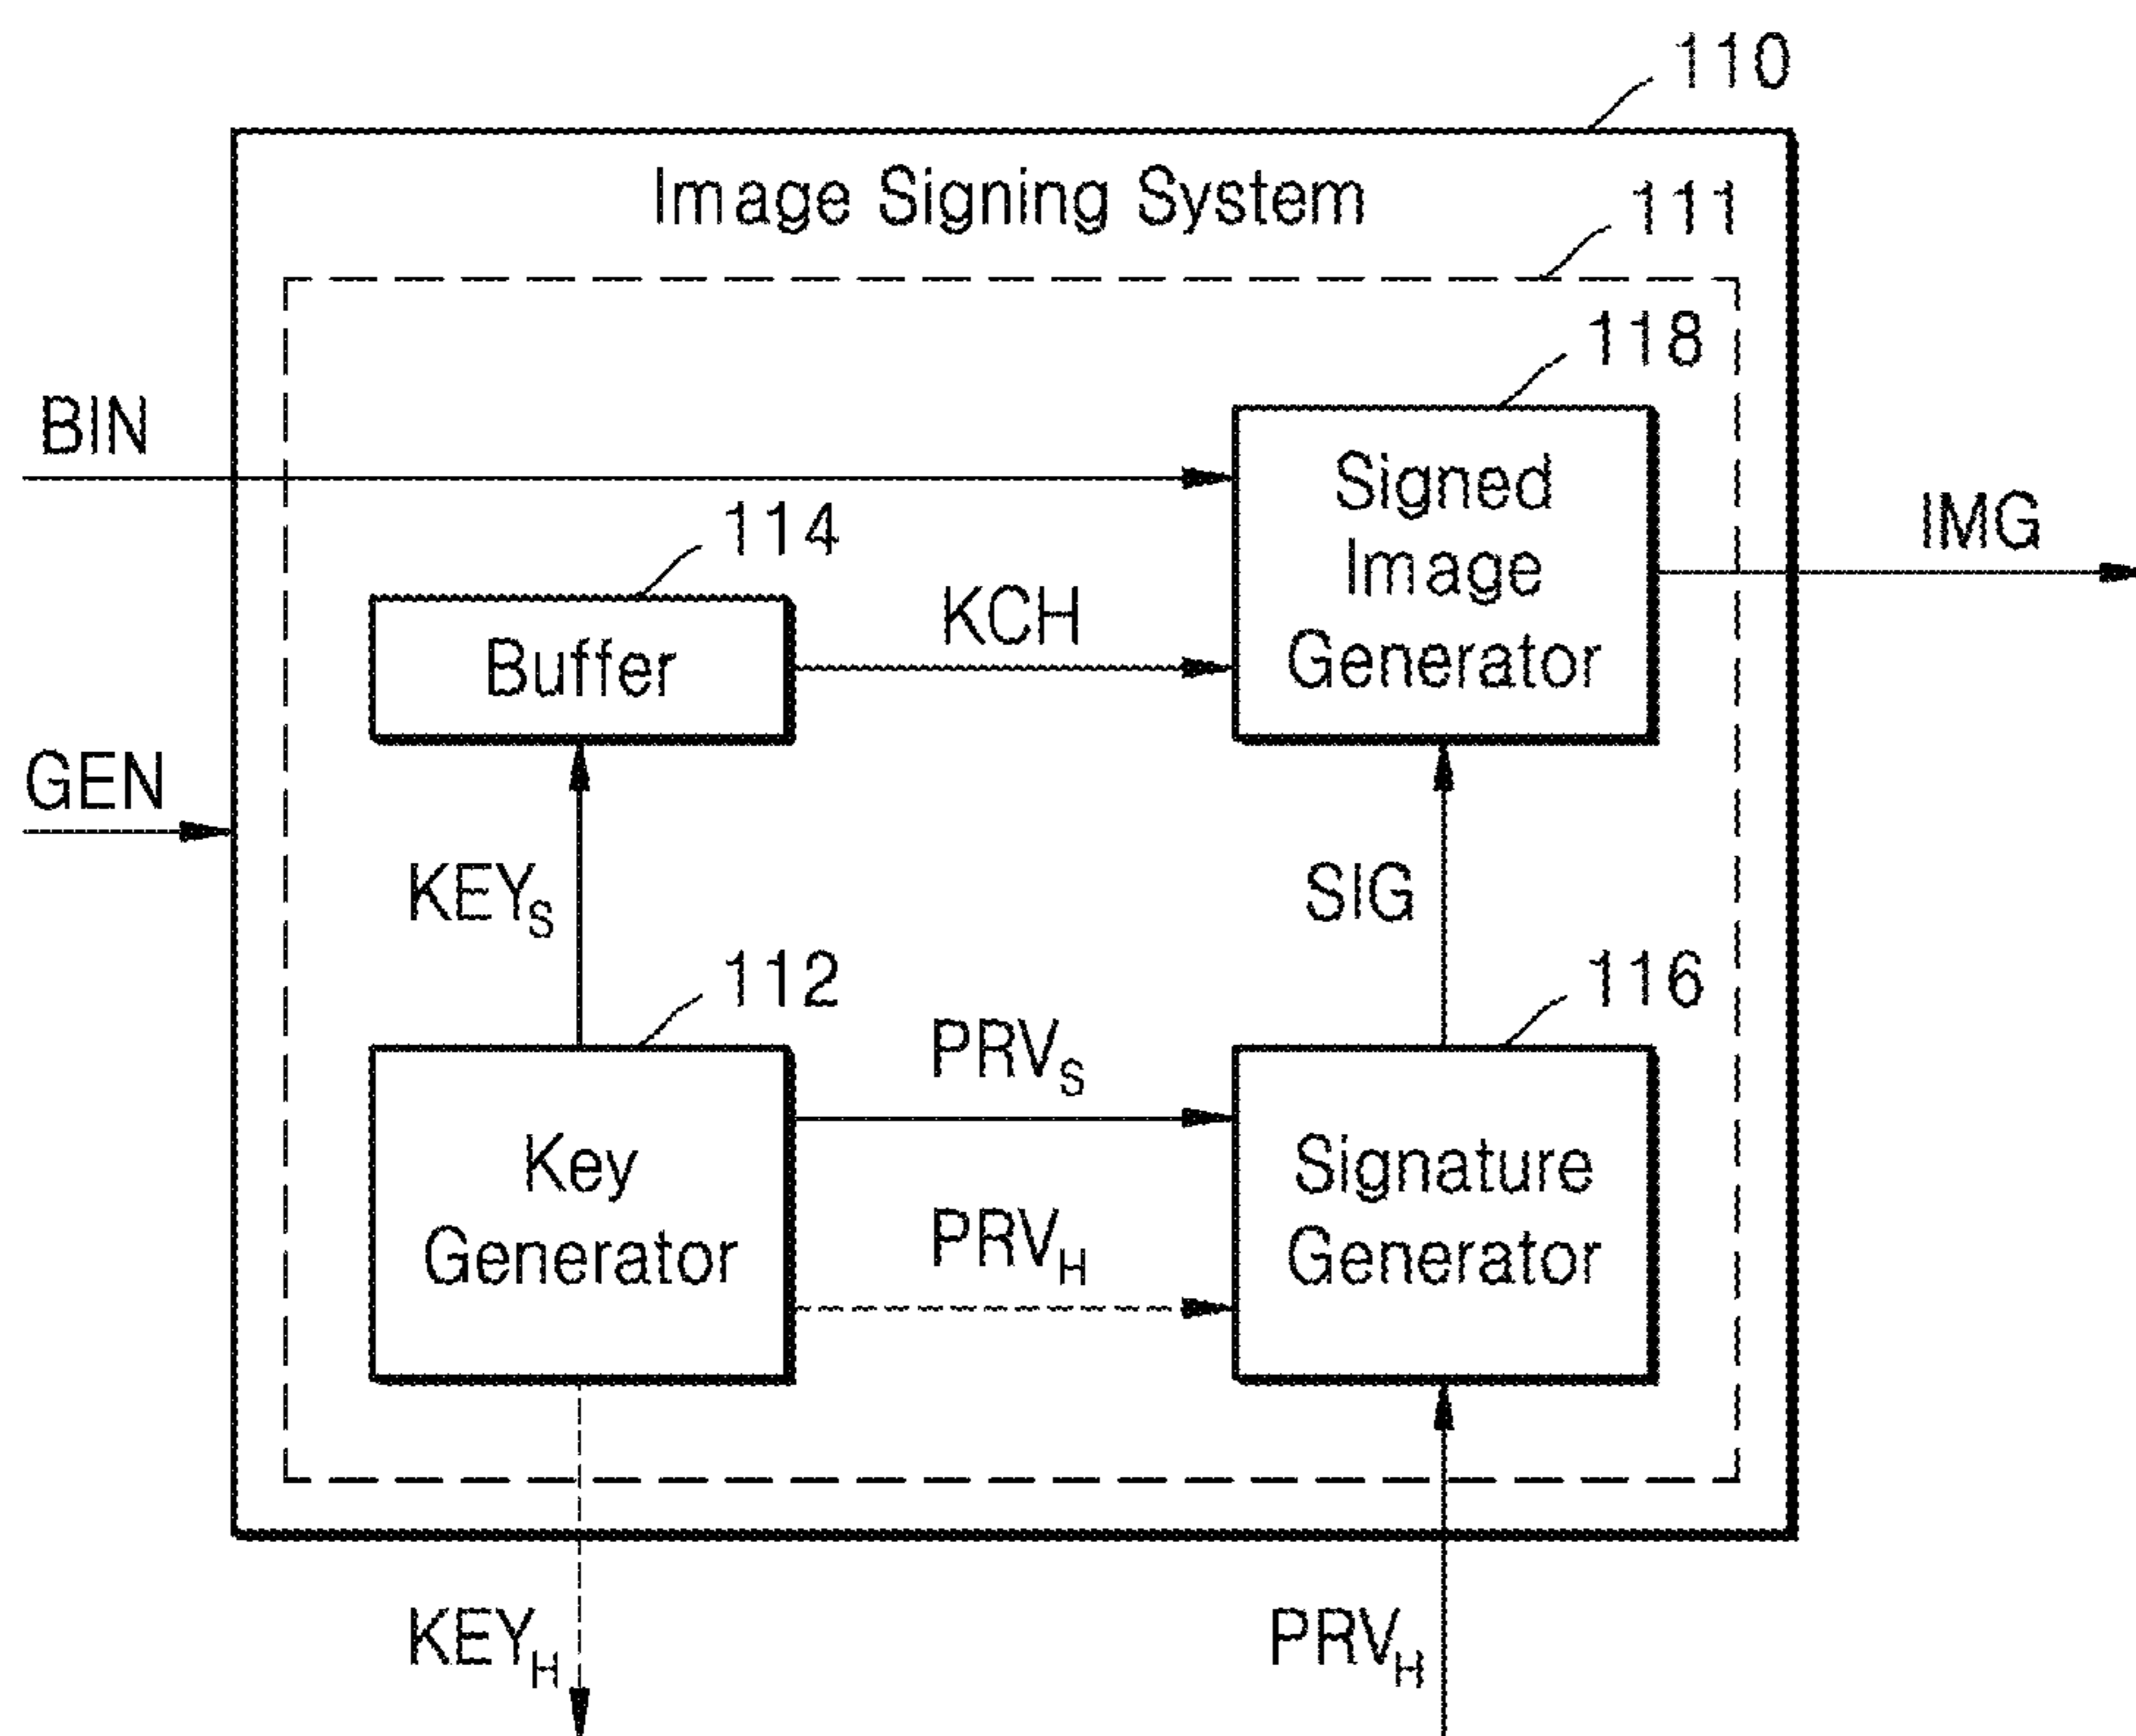 110
Image Signing System
111
118
BIN
Signed
Image
Generator
IMG
114
Buffer
KCH
GEN
KEYS
SIG
112
116
PRVS
Key
Generator
PRVH
Signature
Generator
KEYH
PRVH